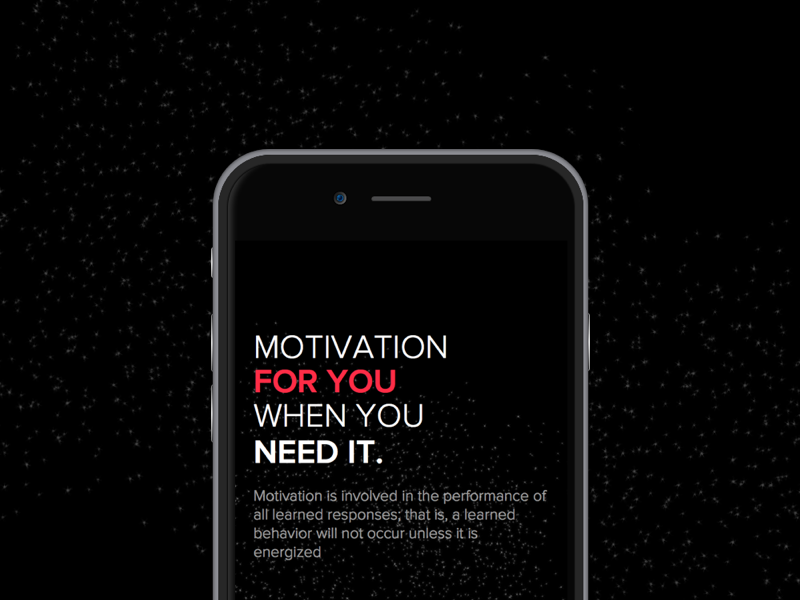 MOTIVATION
FOR YOU
WHEN YOU
NEED IT.
Motivation is involved in the performance of
all learned responses; that is, a learned
behavior will not occur unless it is
energized